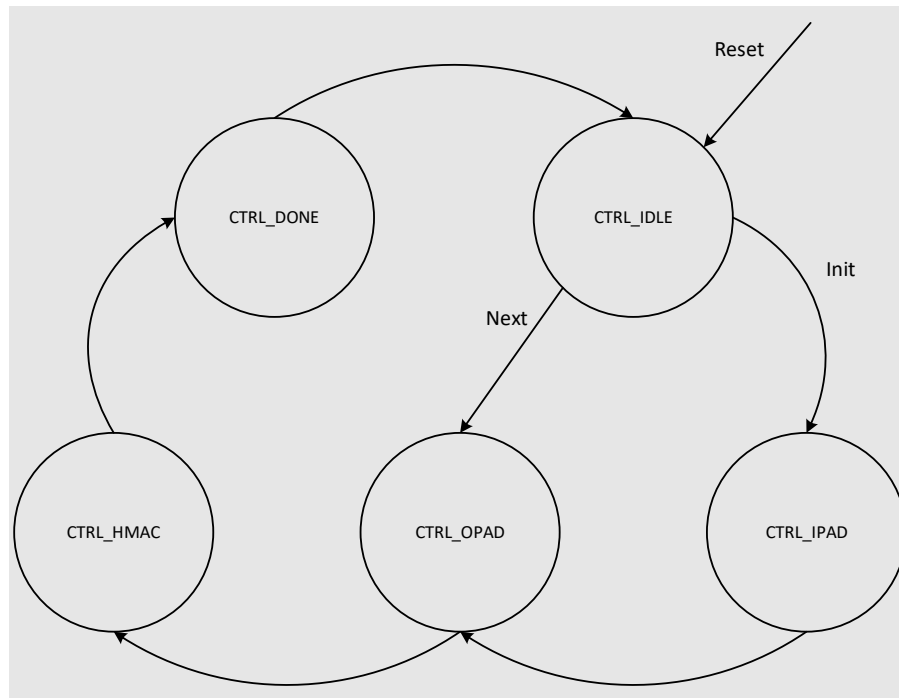 Reset
CTRL_DONE
CTRL_IDLE
Init
Next
CTRL_HMAC
CTRL_OPAD
CTRL_IPAD